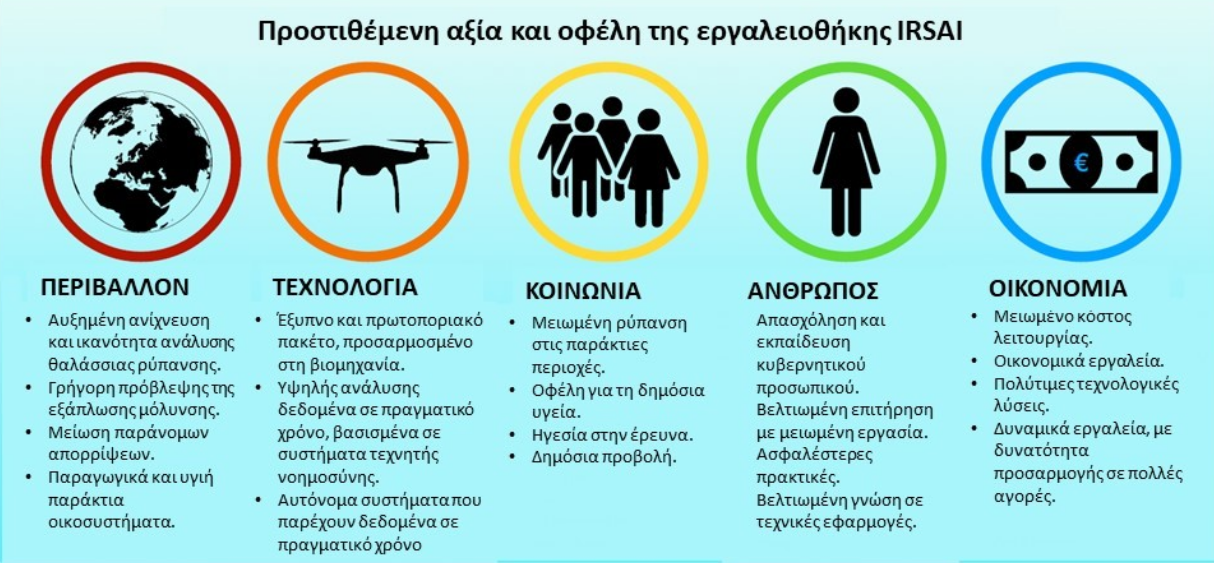 Προστιθέμενη αξία και οφέλη της εργαλειοθήκης IRSAI
ΠΕΡΙΒΑΛΛΟΝ
• Αυξημένη ανίχνευση
και ικανότητα ανάλυσης
θαλάσσιας ρύπανσης.
• Γρήγορη πρόβλεψης της
εξάπλωσης μόλυνσης.
• Μείωση παράνομων
απορρίψεων.
• Παραγωγικά και υγιή
παράκτια
οικοσυστήματα.
ΤΕΧΝΟΛΟΓΙΑ
• Έξυπνο και πρωτοποριακό
πακέτο, προσαρμοσμένο
στη βιομηχανία.
• Υψηλής ανάλυσης
δεδομένα σε πραγματικό
χρόνο, βασισμένα σε
συστήματα τεχνητής
νοημοσύνης.
• Αυτόνομα συστήματα που
παρέχουν δεδομένα σε
πραγματικό χρόνο
ΚΟΙΝΩΝΙΑ
• Μειωμένη ρύπανση
στις παράκτιες
περιοχές.
• Οφέλη για τη δημόσια
υγεία.
• Ηγεσία στην έρευνα.
• Δημόσια προβολή.
ΑΝΘΡΩΠΟΣ
Απασχόληση και
εκπαίδευση
κυβερνητικού
προσωπικού.
Βελτιωμένη επιτήρηση
με μειωμένη εργασία.
Ασφαλέστερες
πρακτικές.
Βελτιωμένη γνώση σε
τεχνικές εφαρμογές.
€
ΟΙΚΟΝΟΜΙΑ
• Μειωμένο κόστος
λειτουργίας.
• Οικονομικά εργαλεία.
• Πολύτιμες τεχνολογικές
λύσεις.
• Δυναμικά εργαλεία, με
δυνατότητα
προσαρμογής σε πολλές
αγορές.